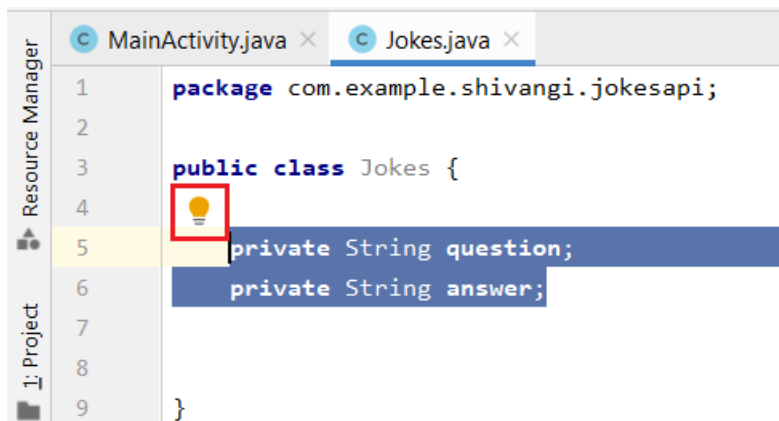 MainActivity.java Jokes.java
Resource Manager
1: Project
1 package com.example.shivangi.jokesapi;
2
3 public class Jokes {
4
5 private String question;
6 private String answer;
7
8
9 }